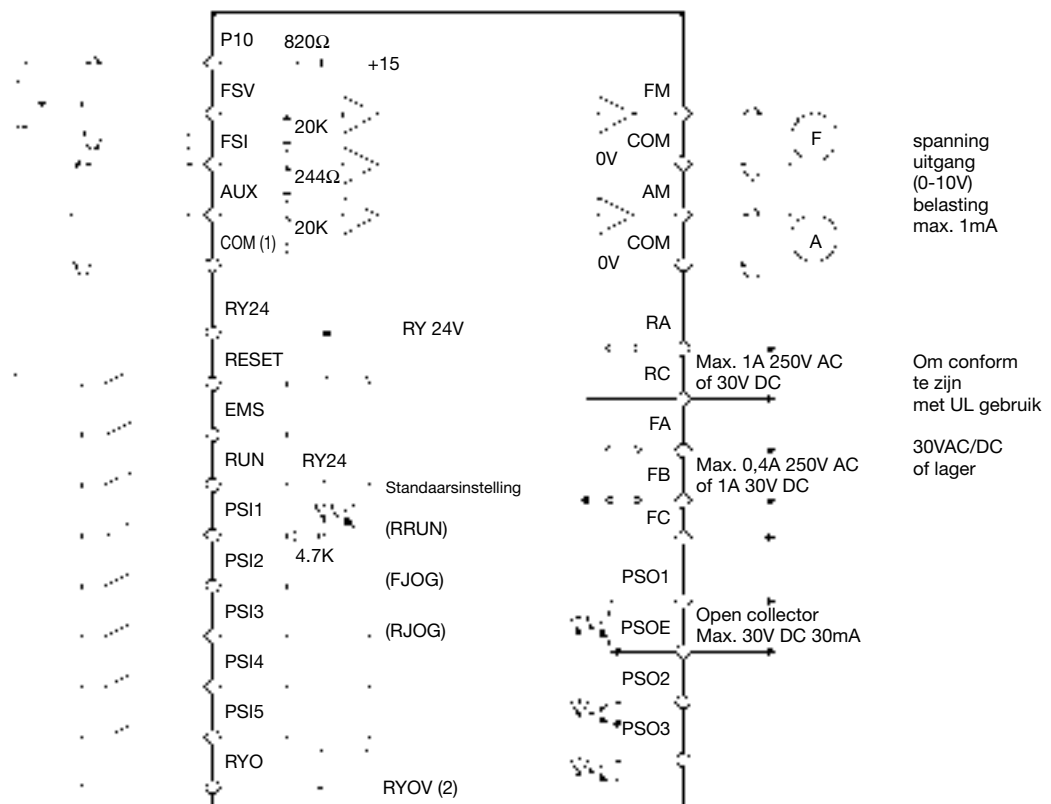 P10
820Ω
+15
FSV
20K
FSI
244Ω
AUX
20K
COM (1)
RY24
RY 24V
RESET
EMS
RUN
RY24
Standaarsinstelling
PSI1
(RRUN)
4.7K
PSI2
(FJOG)
PSI3
(RJOG)
PSI4
PSI5
RYO
RYOV (2)
FM
COM
0V
F
AM
COM
0V
A
spanning
uitgang
(0-10V)
belasting
max. 1mA
RA
RC
Max. 1A 250V AC
of 30V DC
FA
FB
Max. 0,4A 250V AC
of 1A 30V DC
FC
Om conform
te zijn
met UL gebruik
30VAC/DC
of lager
PSO1
PSOE
Open collector
Max. 30V DC 30mA
PSO2
PSO3